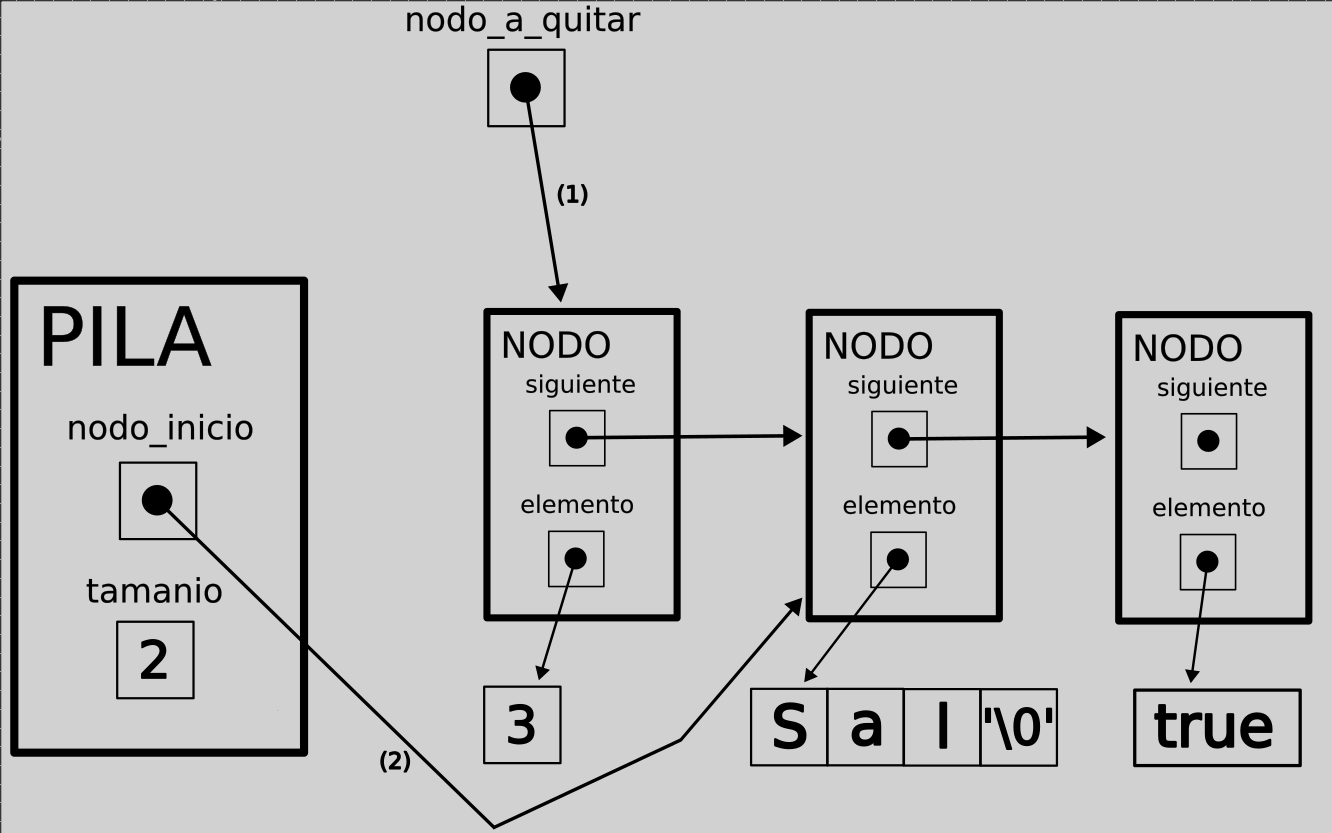 nodo_a_quitar
(1)
PILA
nodo_inicio
tamanio
2
(2)
NODO
siguiente
elemento
3
NODO
siguiente
elemento
S a l '\0'
NODO
siguiente
elemento
true